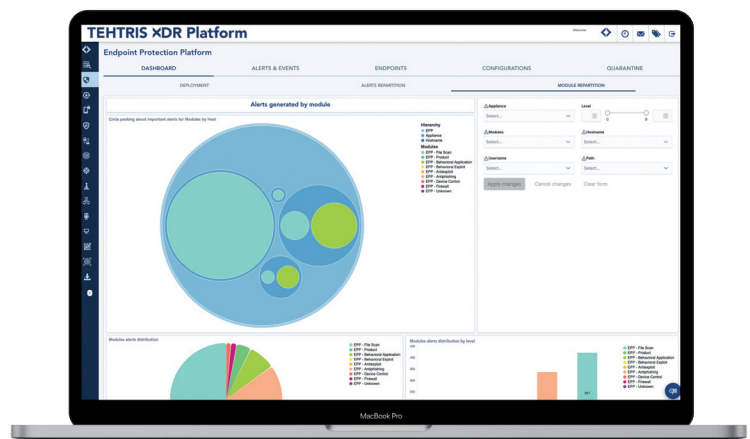 TEHTRIS XDR Platform
Welcome
Endpoint Protection Platform
DASHBOARD
ALERTS & EVENTS
ENDPOINTS
CONFIGURATIONS
QUARANTINE
DEPLOYMENT
ALERTS REPARTITION
MODULE REPARTITION
Alerts generated by module
Circle packing about important alerts for Modules by Host
Hierarchy
EPP
Appliance
Hostname
Modules
EPP - File Scan
EPP - Product
EPP - Behavioral Application
EPP - Behavioral Exploit
EPP - Antiexploit
EPP - Antiphishing
EPP - Device Control
EPP - Firewall
EPP - Unknown
Appliance
Level
Select...
0
Modules
Hostname
Select...
Select...
Username
Path
Select...
Select...
Apply changes
Cancel changes
Clear form
Modules alerts distribution
EPP - File Scan
EPP - Product
EPP - Behavioral Application
EPP - Behavioral Exploit
EPP - Antiexploit
EPP - Antiphishing
EPP - Device Control
EPP - Firewall
EPP - Unknown
Modules alerts distribution by level
EPP - File Scan
EPP - Product
EPP - Behavioral Application
EPP - Behavioral Exploit
EPP - Antiexploit
EPP - Antiphishing
EPP - Device Control
EPP - Firewall
EPP - Unknown
MacBook Pro